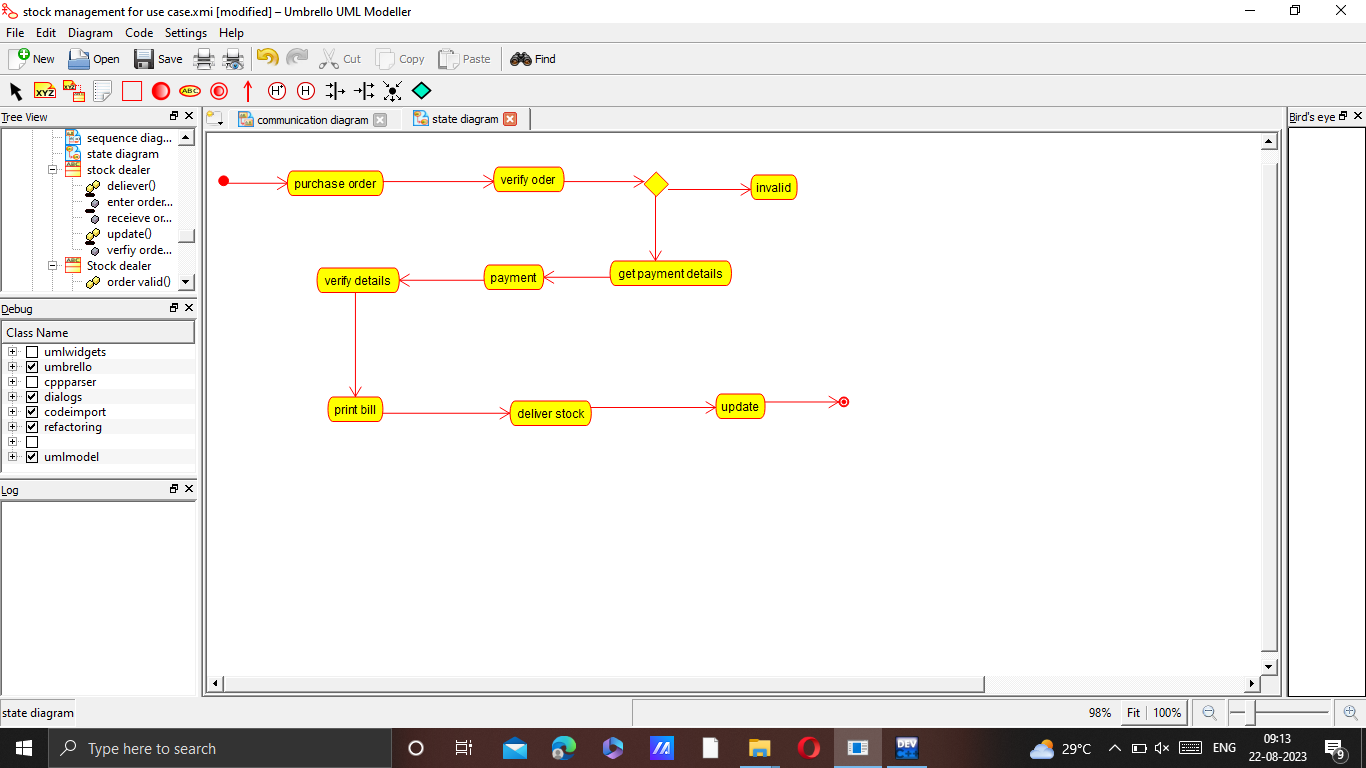 stock management for use case.xmi [modified] – Umbrello UML Modeller
File Edit Diagram Code Settings Help
New Open Save Cut Copy Paste Find
XYZ XYZ ABC H* H
Tree View
communication diagram state diagram
Bird's eye
sequence diag...
state diagram
stock dealer
deliever()
enter order...
receieve or...
update()
verfiy orde...
Stock dealer
order valid()
purchase order verify oder invalid
verify details payment get payment details
print bill deliver stock update
Debug
Class Name
umlwidgets
umbrello
cppparser
dialogs
codeimport
refactoring
umlmodel
Log
state diagram 98% Fit 100%
Type here to search DEV 29°C ENG 09:13
22-08-2023 9